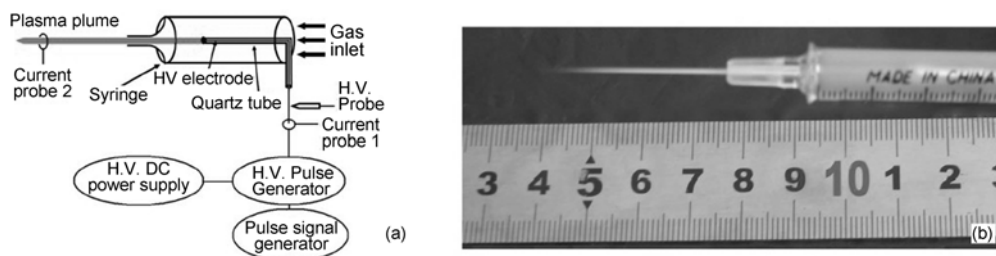 Plasma plume
Gas
inlet
Current
probe 2
HV electrode
Syringe
Quartz tube
H.V.
Probe
Current
probe 1
H.V. DC
power supply
H.V. Pulse
Generator
Pulse signal
generator
(a)
MADE IN CHINA
3 4 5 6 7 8 9 10 1 2 3
(b)